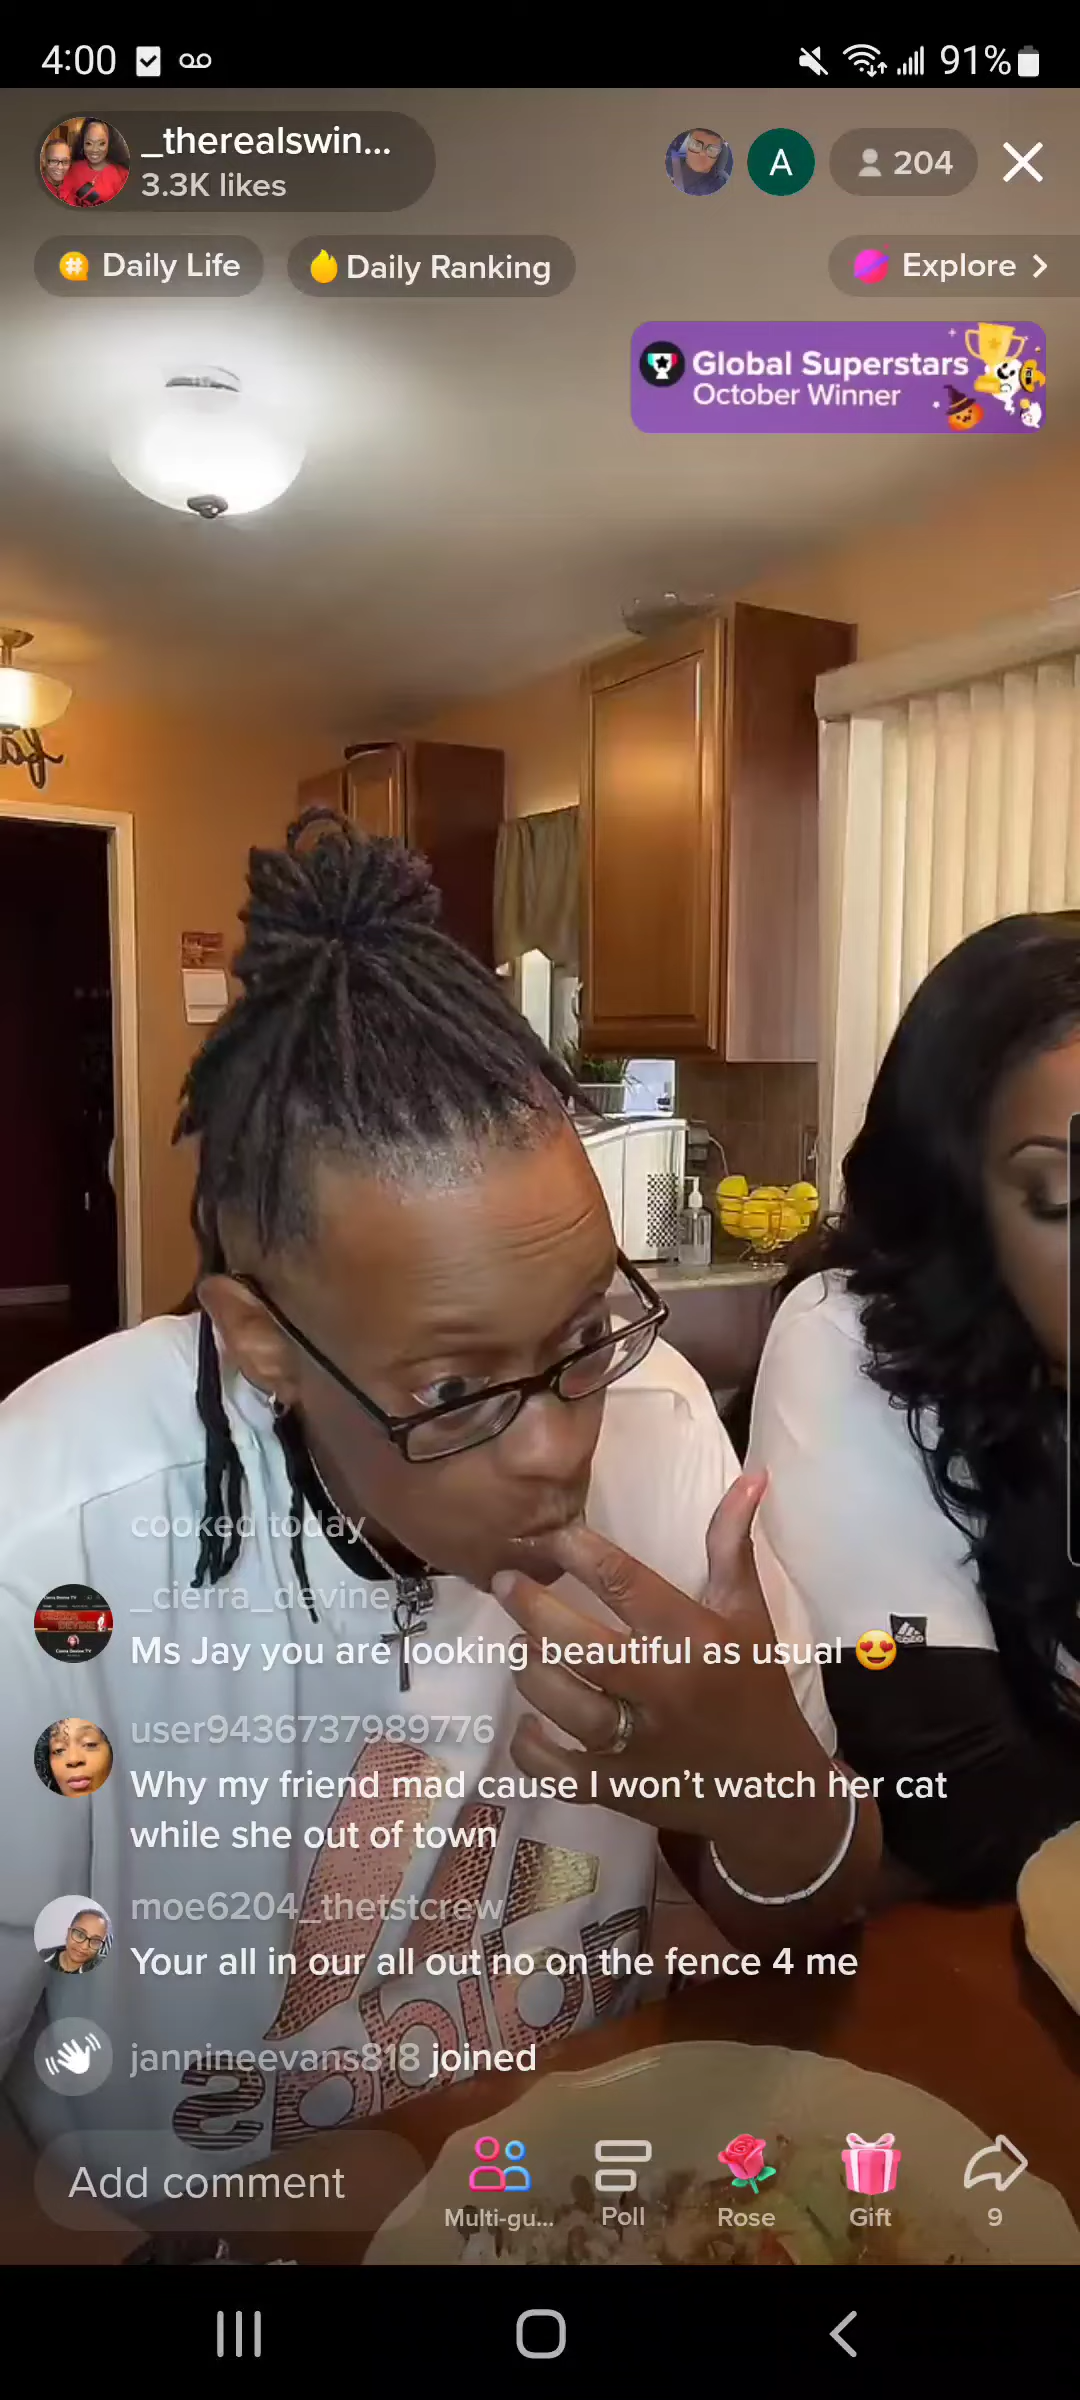 4:00 91%
_therealswin...
3.3K likes
A
204
Daily Life
Daily Ranking
Explore >
Global Superstars
October Winner
cooked today
_cierra_devine
Ms Jay you are looking beautiful as usual 😍
user9436737989776
Why my friend mad cause I won’t watch her cat
while she out of town
moe6204_thetstcrew
Your all in our all out no on the fence 4 me
jannineevans818 joined
adidas
Add comment
Multi-gu...
Poll
Rose
Gift
9